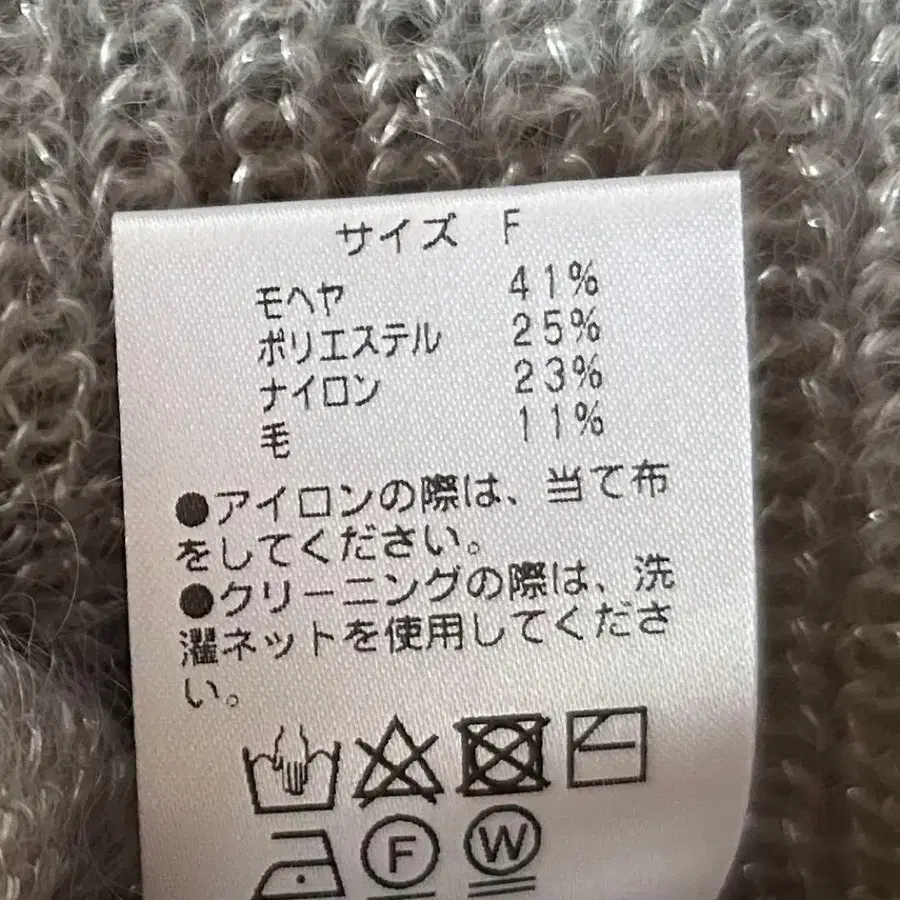 サイズ F
モヘヤ 41%
ポリエステル 25%
ナイロン 23%
毛 11%
●アイロンの際は、当て布
をしてください。
●クリーニングの際は、洗
濯ネットを使用してくださ
い。
F W